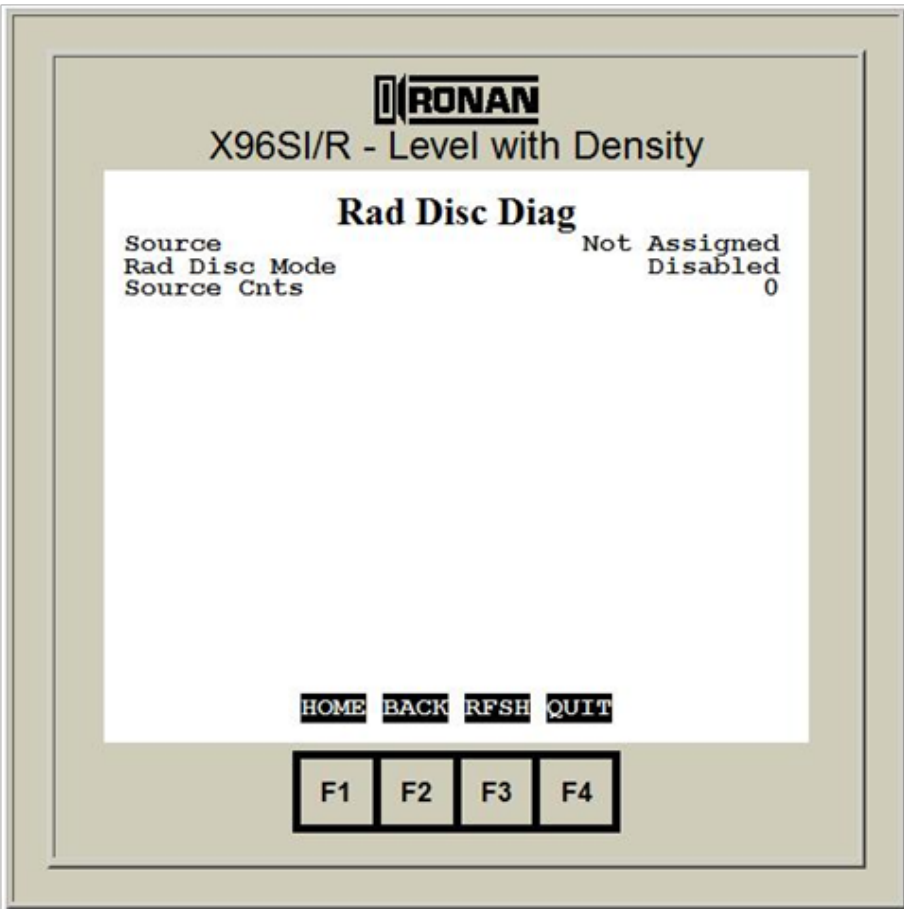 RONAN
X96SI/R - Level with Density
Rad Disc Diag
Source Not Assigned
Rad Disc Mode Disabled
Source Cnts 0
HOME BACK RFSH QUIT
F1 F2 F3 F4